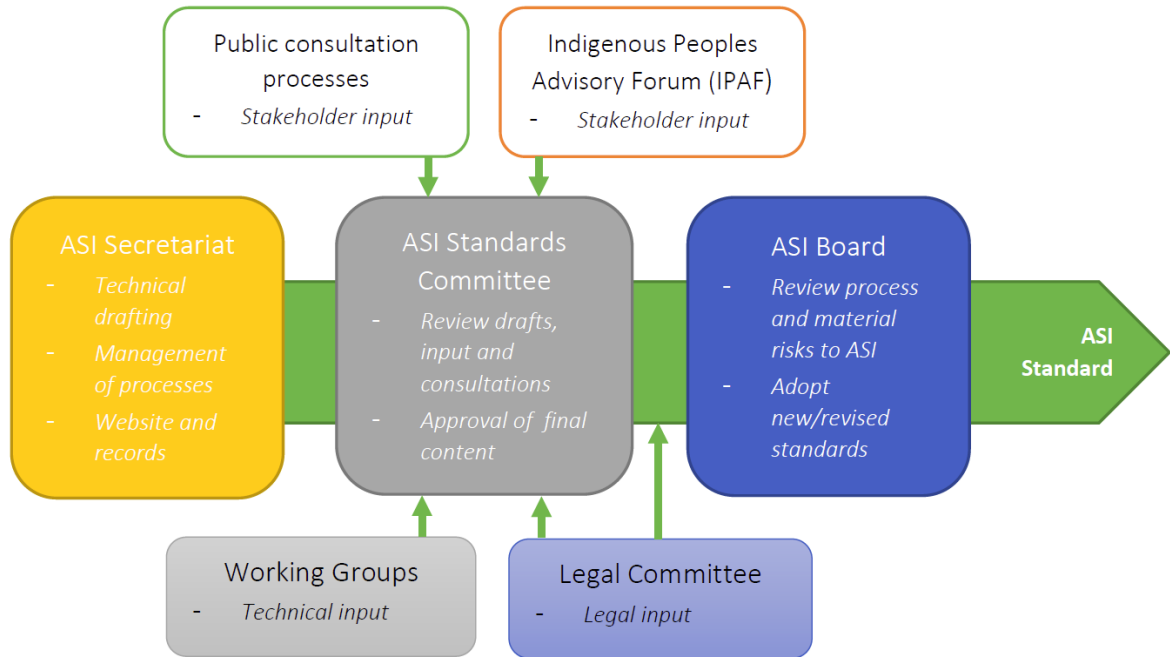 Public consultation
processes
- Stakeholder input
Indigenous Peoples
Advisory Forum (IPAF)
- Stakeholder input
ASI Secretariat
- Technical
drafting
- Management
of processes
- Website and
records
ASI Standards
Committee
- Review drafts,
input and
consultations
- Approval of final
content
ASI Board
- Review process
and material
risks to ASI
- Adopt
new/revised
standards
ASI
Standard
Working Groups
- Technical input
Legal Committee
- Legal input